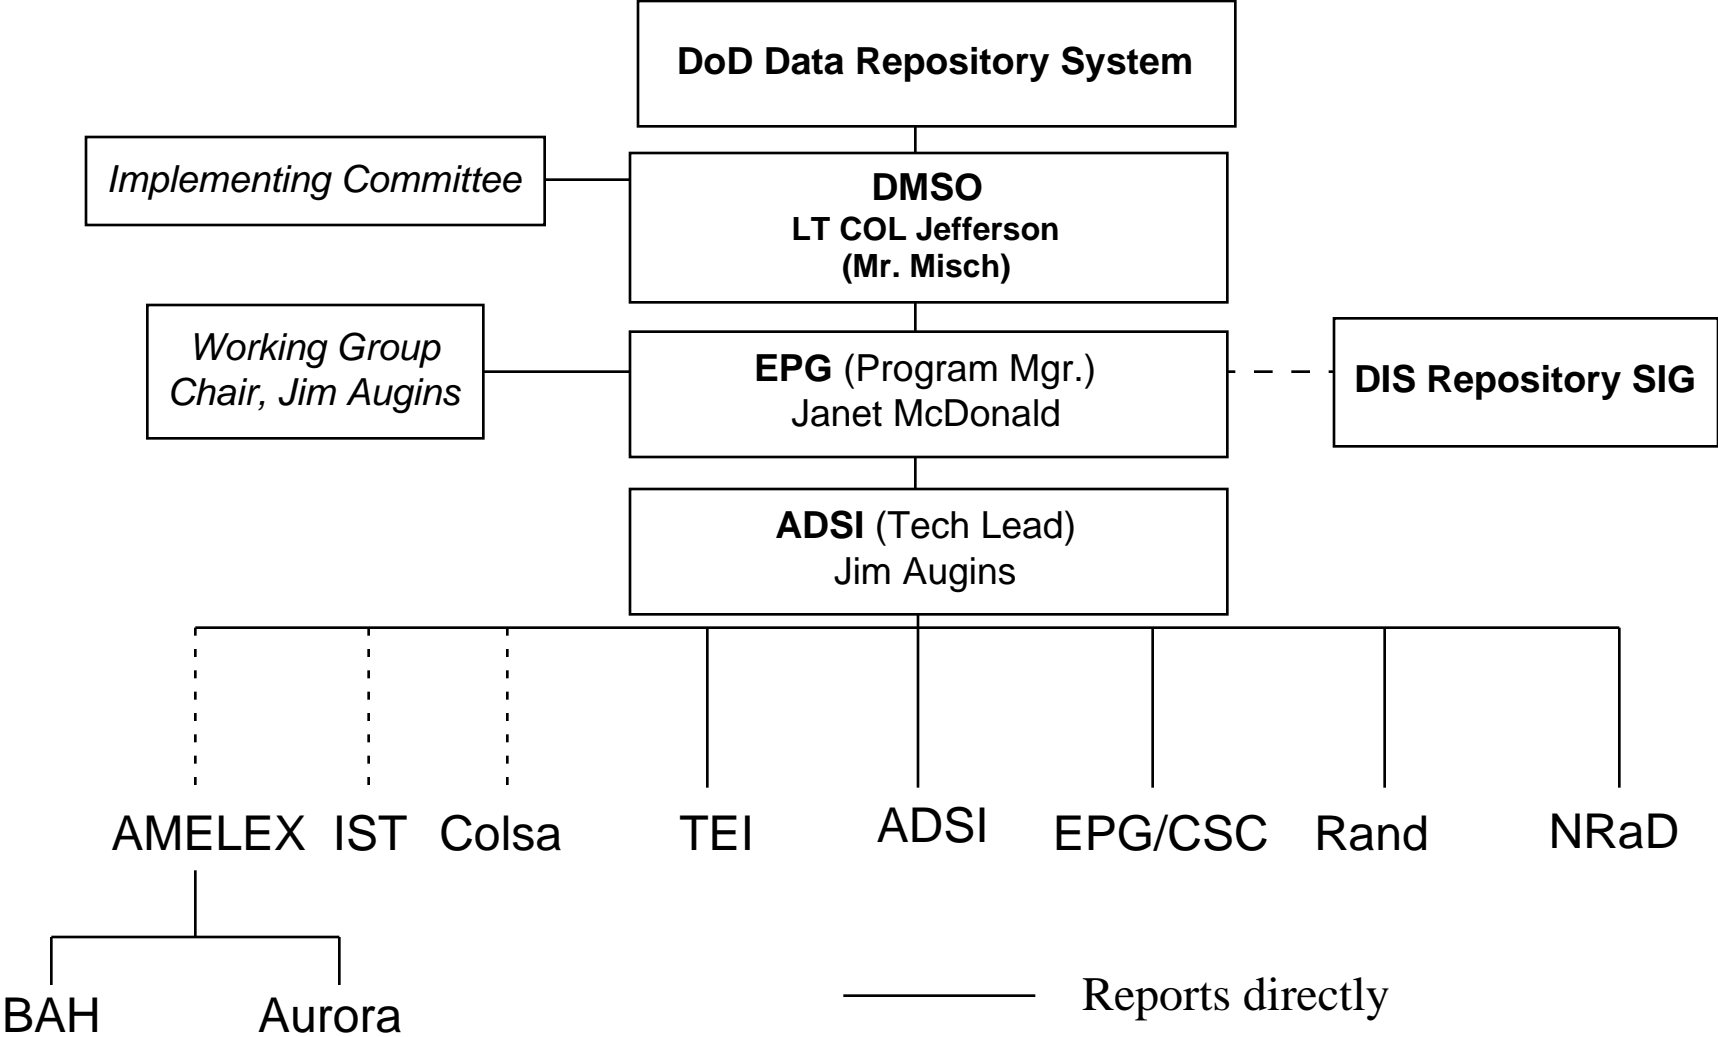 DoD Data Repository System
Implementing Committee
DMSO
LT COL Jefferson
(Mr. Misch)
Working Group
Chair, Jim Augins
EPG (Program Mgr.)
Janet McDonald
DIS Repository SIG
ADSI (Tech Lead)
Jim Augins
AMELEX IST Colsa TEI ADSI EPG/CSC Rand NRaD
BAH Aurora
Reports directly